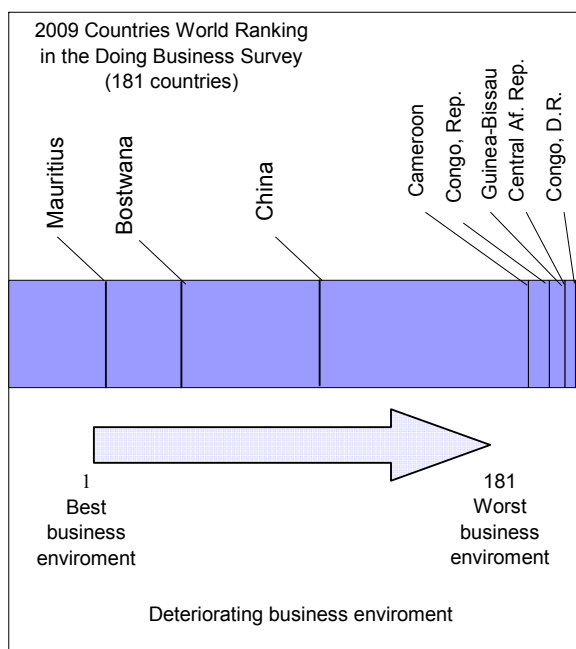 2009 Countries World Ranking
in the Doing Business Survey
(181 countries)
Mauritius
Bostwana
China
Cameroon
Congo, Rep.
Guinea-Bissau
Central Af. Rep.
Congo, D.R.
1
Best
business
enviroment
181
Worst
business
enviroment
Deteriorating business enviroment